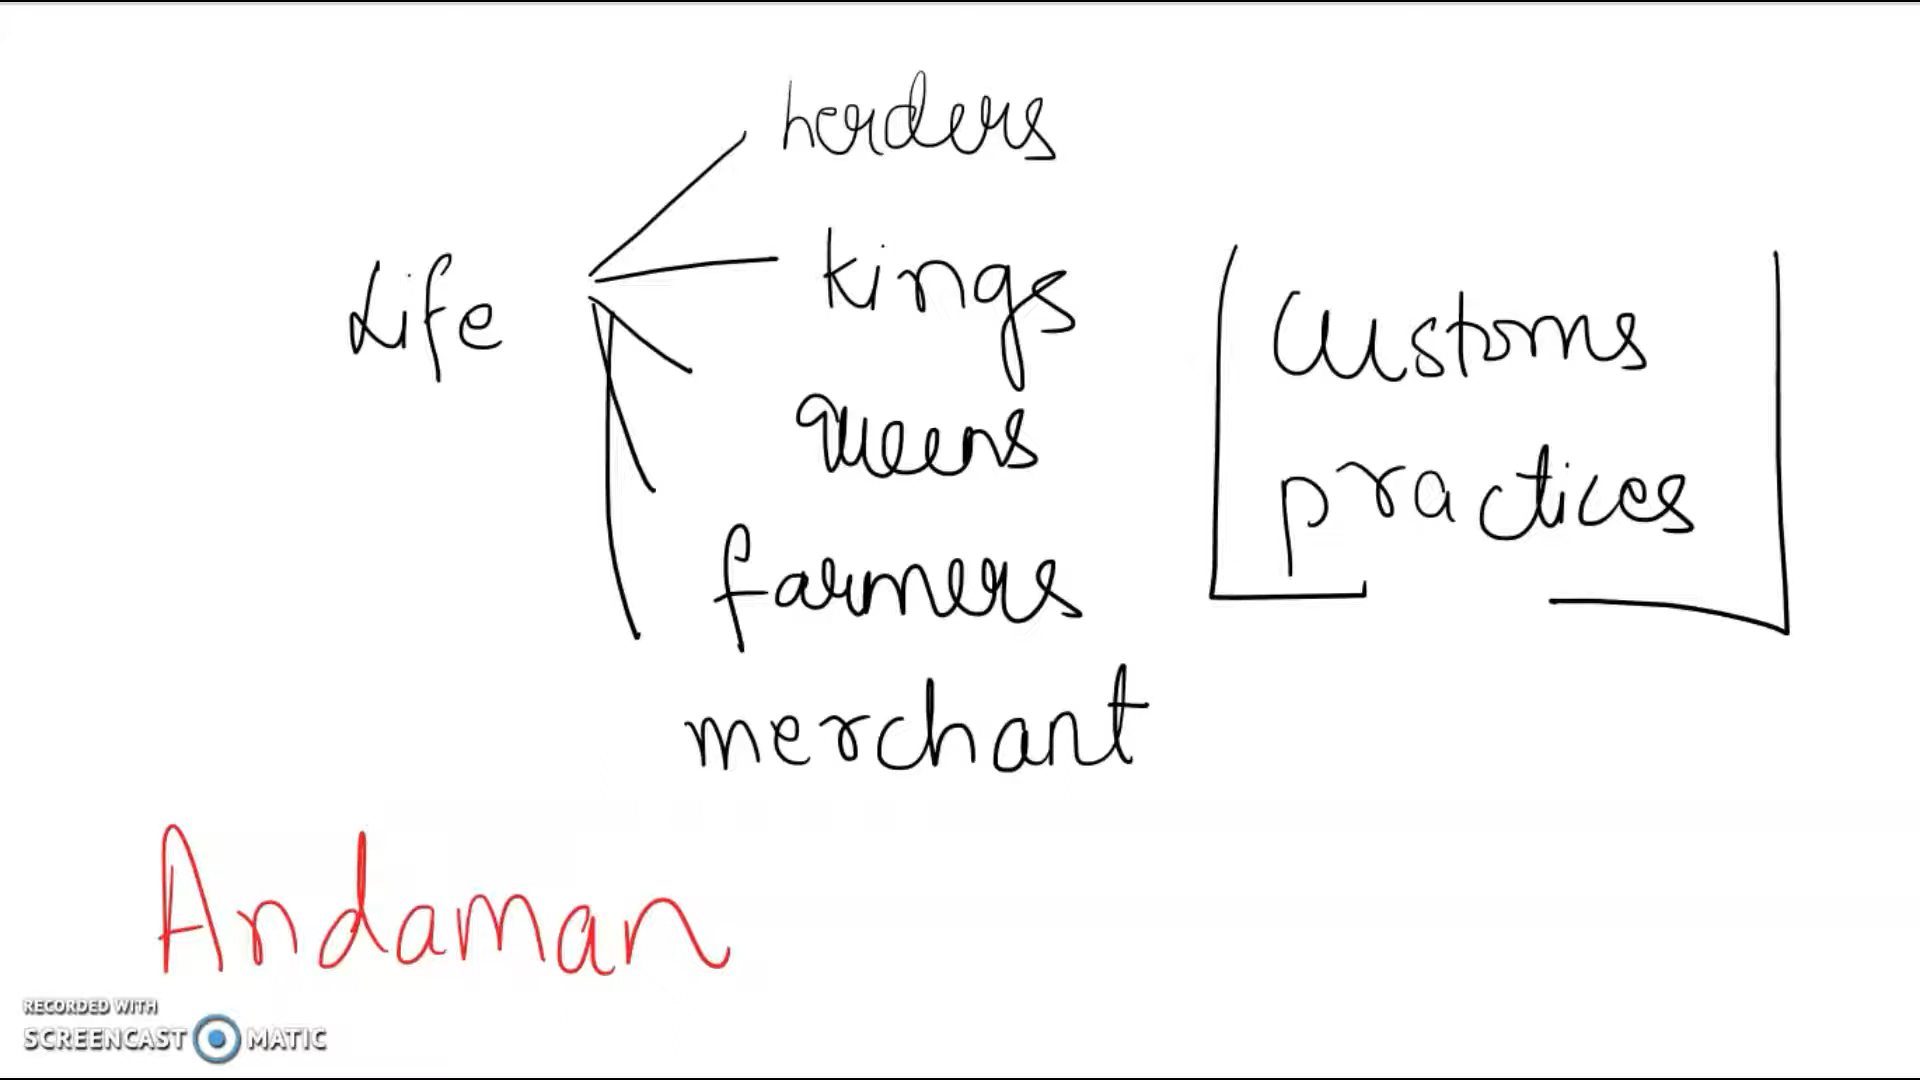 herders
Life
kings
Customs
queens
practices
farmers
merchant
Andaman
RECORDED WITH
SCREENCAST MATIC